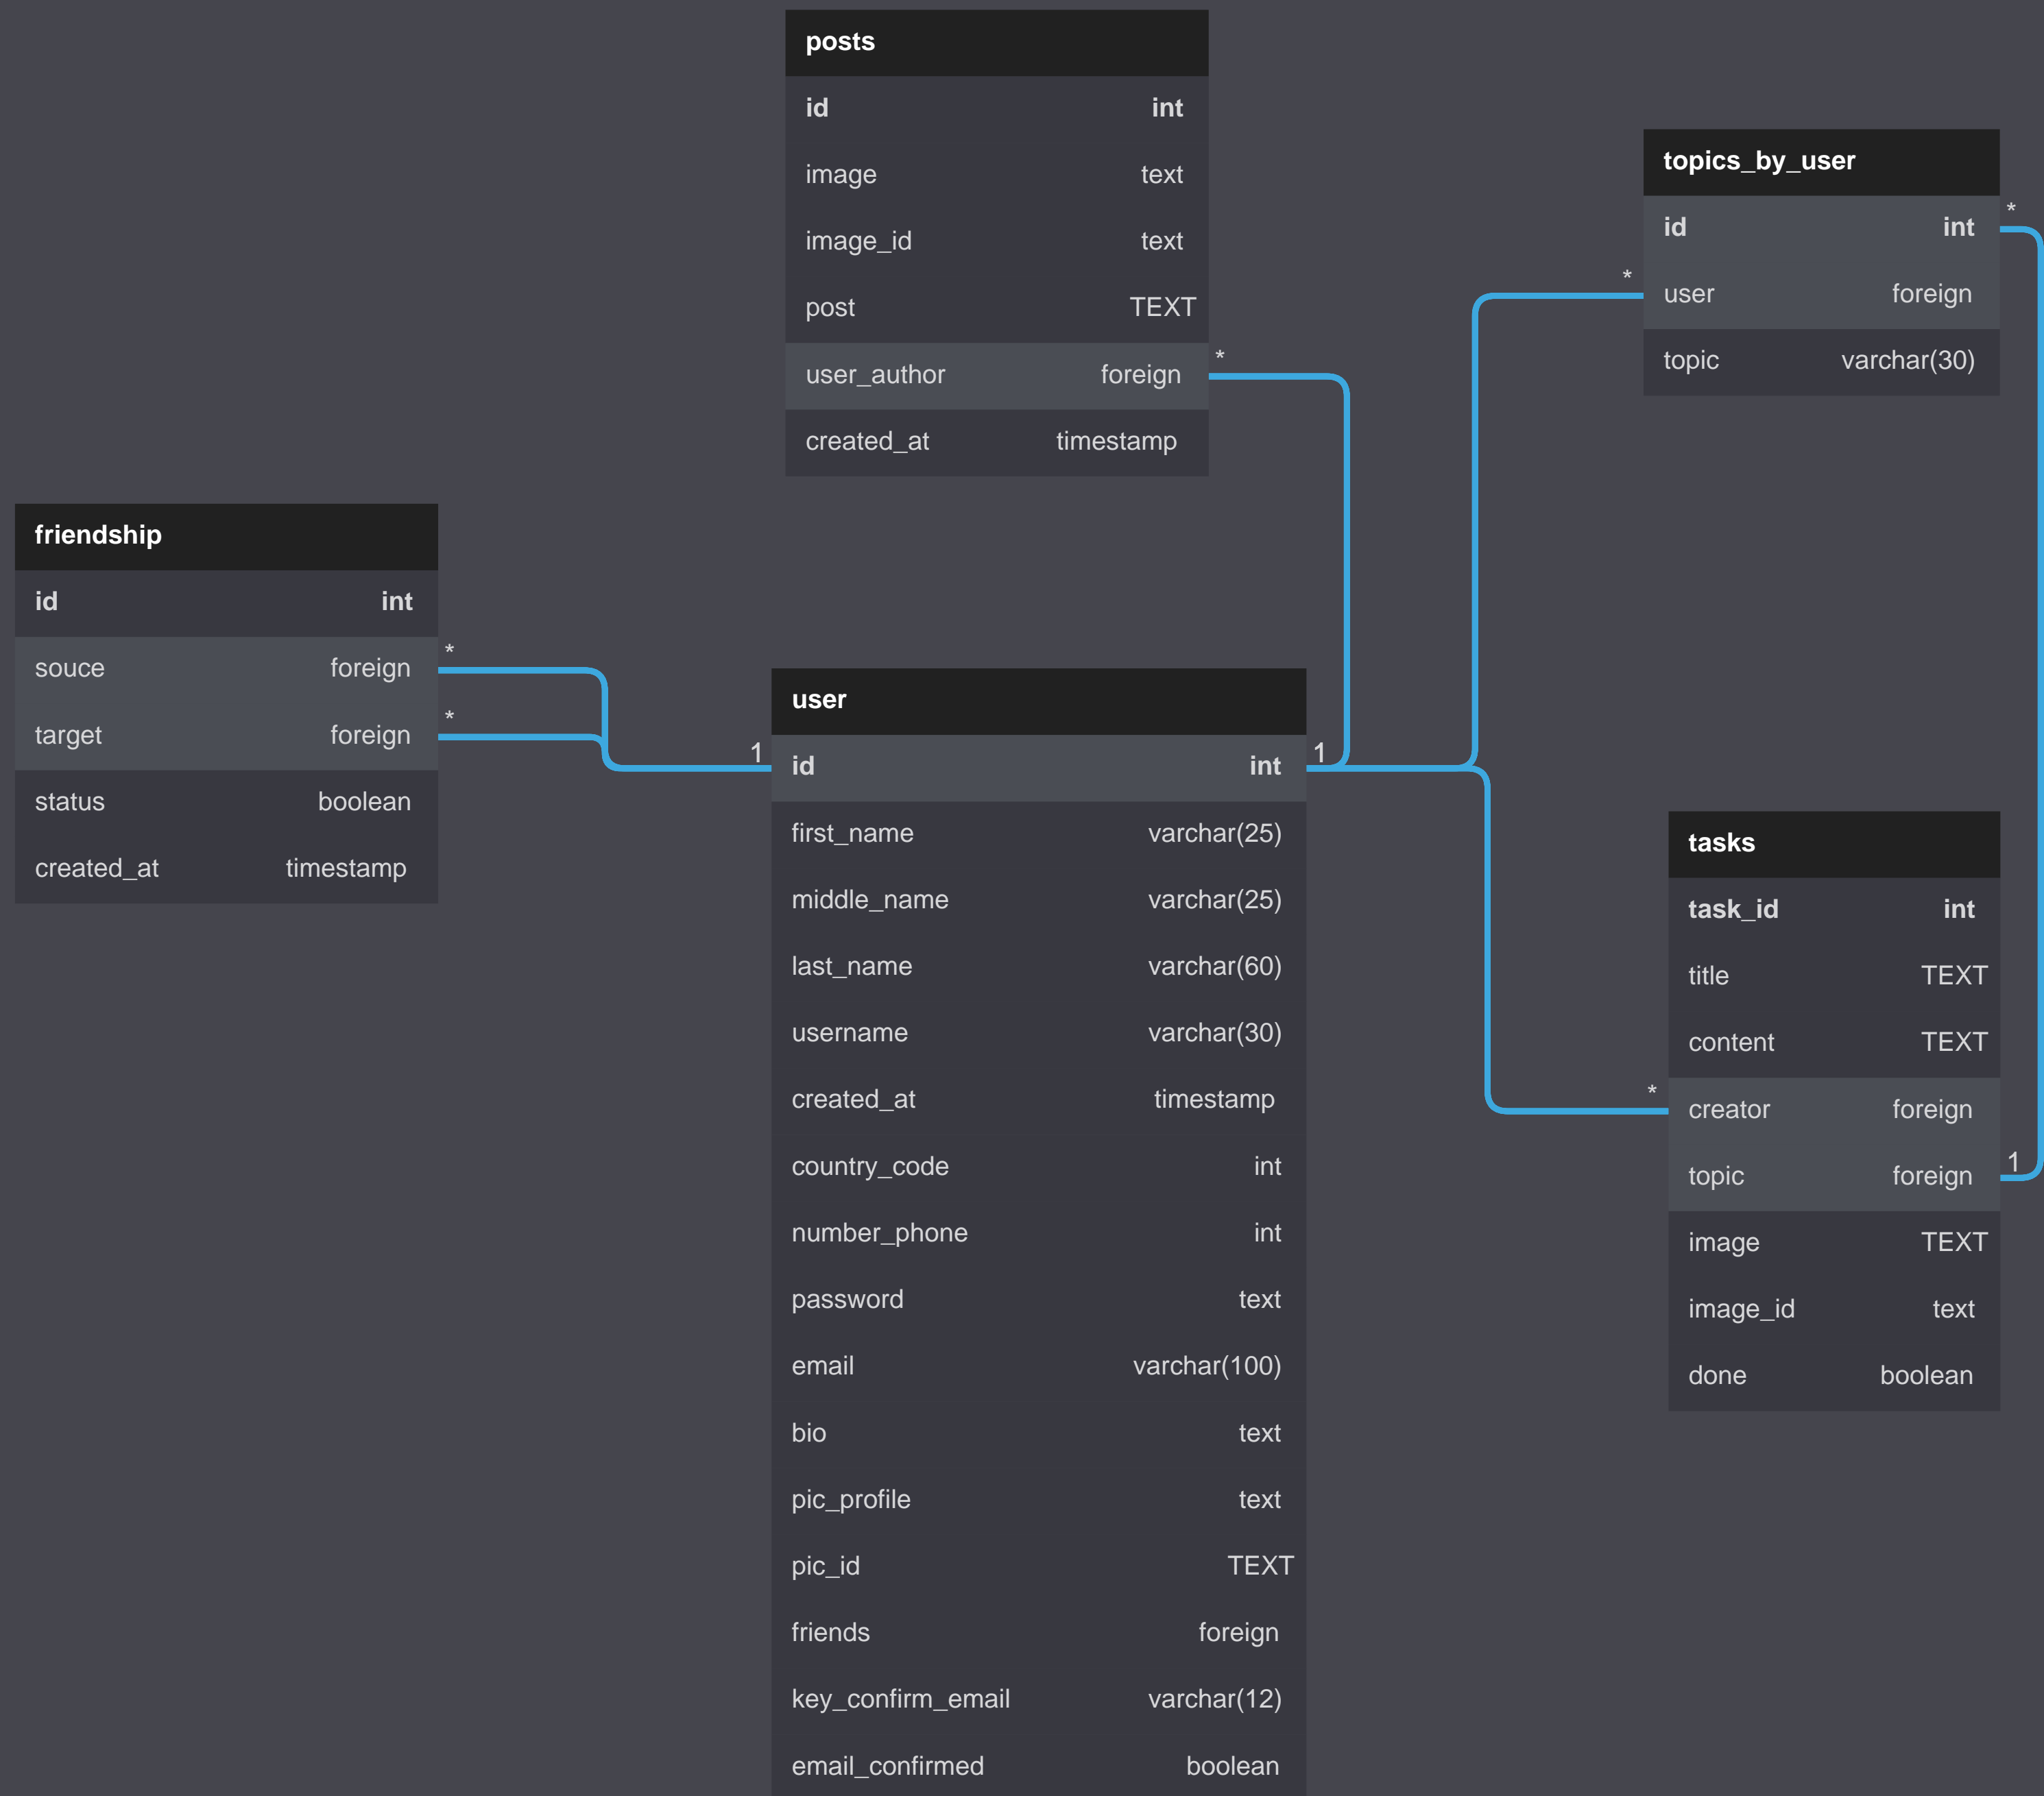 posts
id int
image text
image_id text
post TEXT
* 
user_author foreign
created_at timestamp
topics_by_user
*
id int
*
user foreign
topic varchar(30)
friendship
id int
*
souce foreign
*
target foreign
status boolean
created_at timestamp
user
1 1
id int
first_name varchar(25)
middle_name varchar(25)
last_name varchar(60)
username varchar(30)
created_at timestamp
country_code int
number_phone int
password text
email varchar(100)
bio text
pic_profile text
pic_id TEXT
friends foreign
key_confirm_email varchar(12)
email_confirmed boolean
tasks
task_id int
title TEXT
content TEXT
*
creator foreign
1
topic foreign
image TEXT
image_id text
done boolean